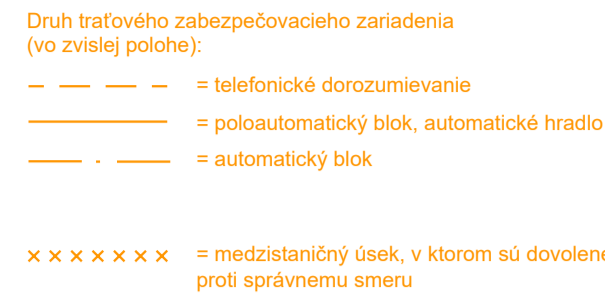 Druh traťového zabezpečovacieho zariadenia
(vo zvislej polohe):
= telefonické dorozumievanie
= poloautomatický blok, automatické hradlo
= automatický blok
= medzistaničný úsek, v ktorom sú dovolené
proti správnemu smeru